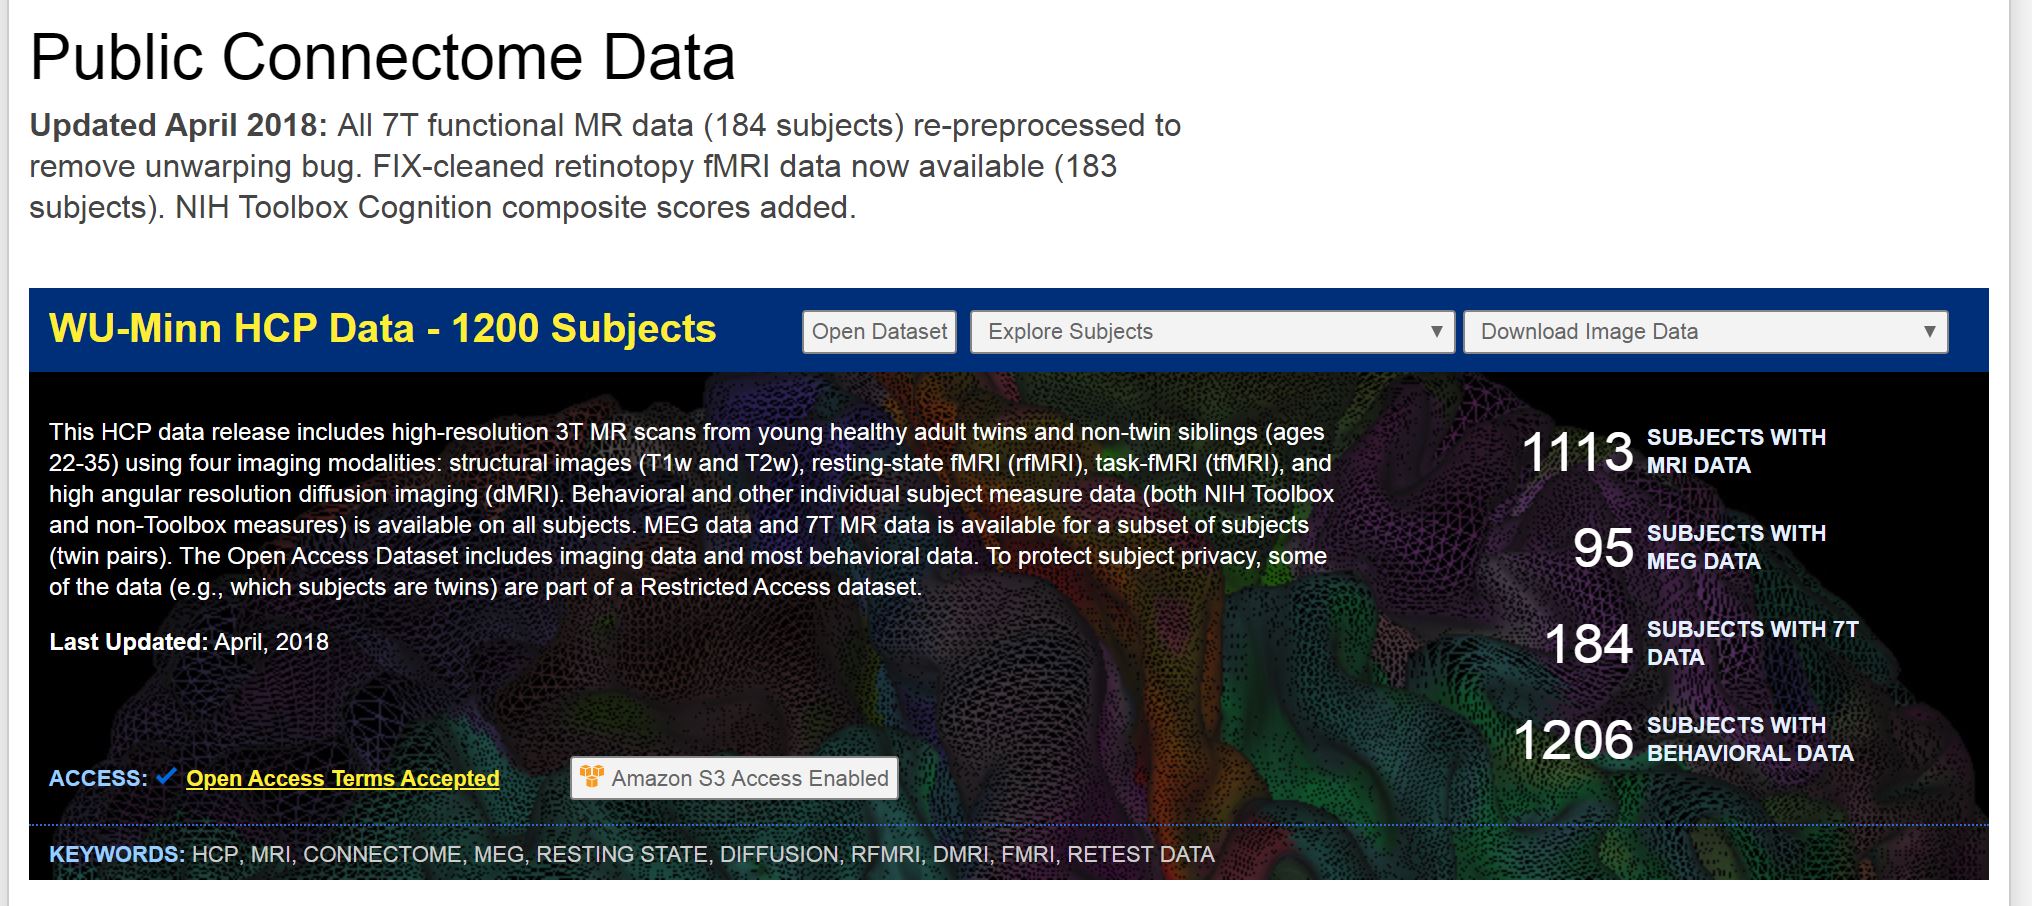 Public Connectome Data
Updated April 2018: All 7T functional MR data (184 subjects) re-preprocessed to
remove unwarping bug. FIX-cleaned retinotopy fMRI data now available (183
subjects). NIH Toolbox Cognition composite scores added.
WU-Minn HCP Data - 1200 Subjects
Open Dataset
Explore Subjects
Download Image Data
This HCP data release includes high-resolution 3T MR scans from young healthy adult twins and non-twin siblings (ages
22-35) using four imaging modalities: structural images (T1w and T2w), resting-state fMRI (rfMRI), task-fMRI (tfMRI), and
high angular resolution diffusion imaging (dMRI). Behavioral and other individual subject measure data (both NIH Toolbox
and non-Toolbox measures) is available on all subjects. MEG data and 7T MR data is available for a subset of subjects
(twin pairs). The Open Access Dataset includes imaging data and most behavioral data. To protect subject privacy, some
of the data (e.g., which subjects are twins) are part of a Restricted Access dataset.
Last Updated: April, 2018
1113 SUBJECTS WITH
MRI DATA
95 SUBJECTS WITH
MEG DATA
184 SUBJECTS WITH 7T
DATA
1206 SUBJECTS WITH
BEHAVIORAL DATA
ACCESS: Open Access Terms Accepted
Amazon S3 Access Enabled
KEYWORDS: HCP, MRI, CONNECTOME, MEG, RESTING STATE, DIFFUSION, RFMRI, DMRI, FMRI, RETEST DATA